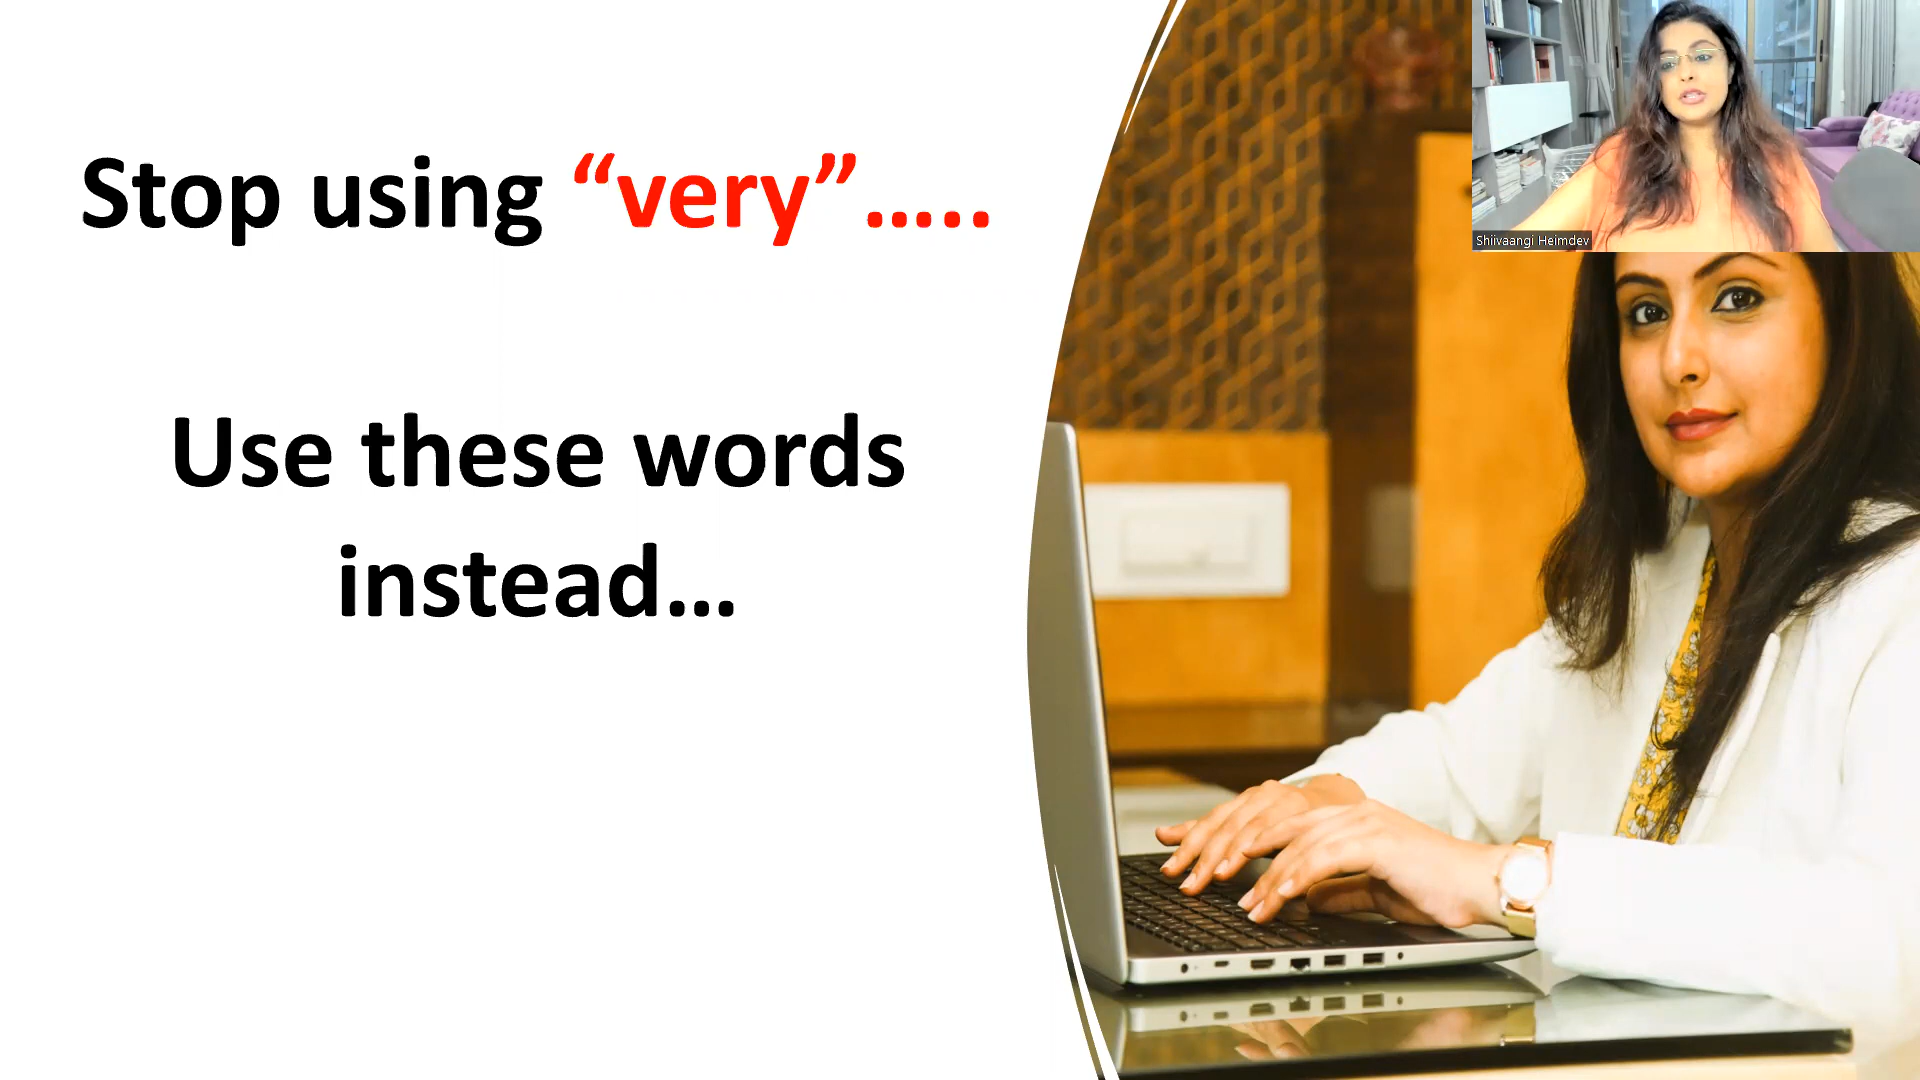 Stop using “very”.....
Use these words
instead...
Shiivaangi Heimdev